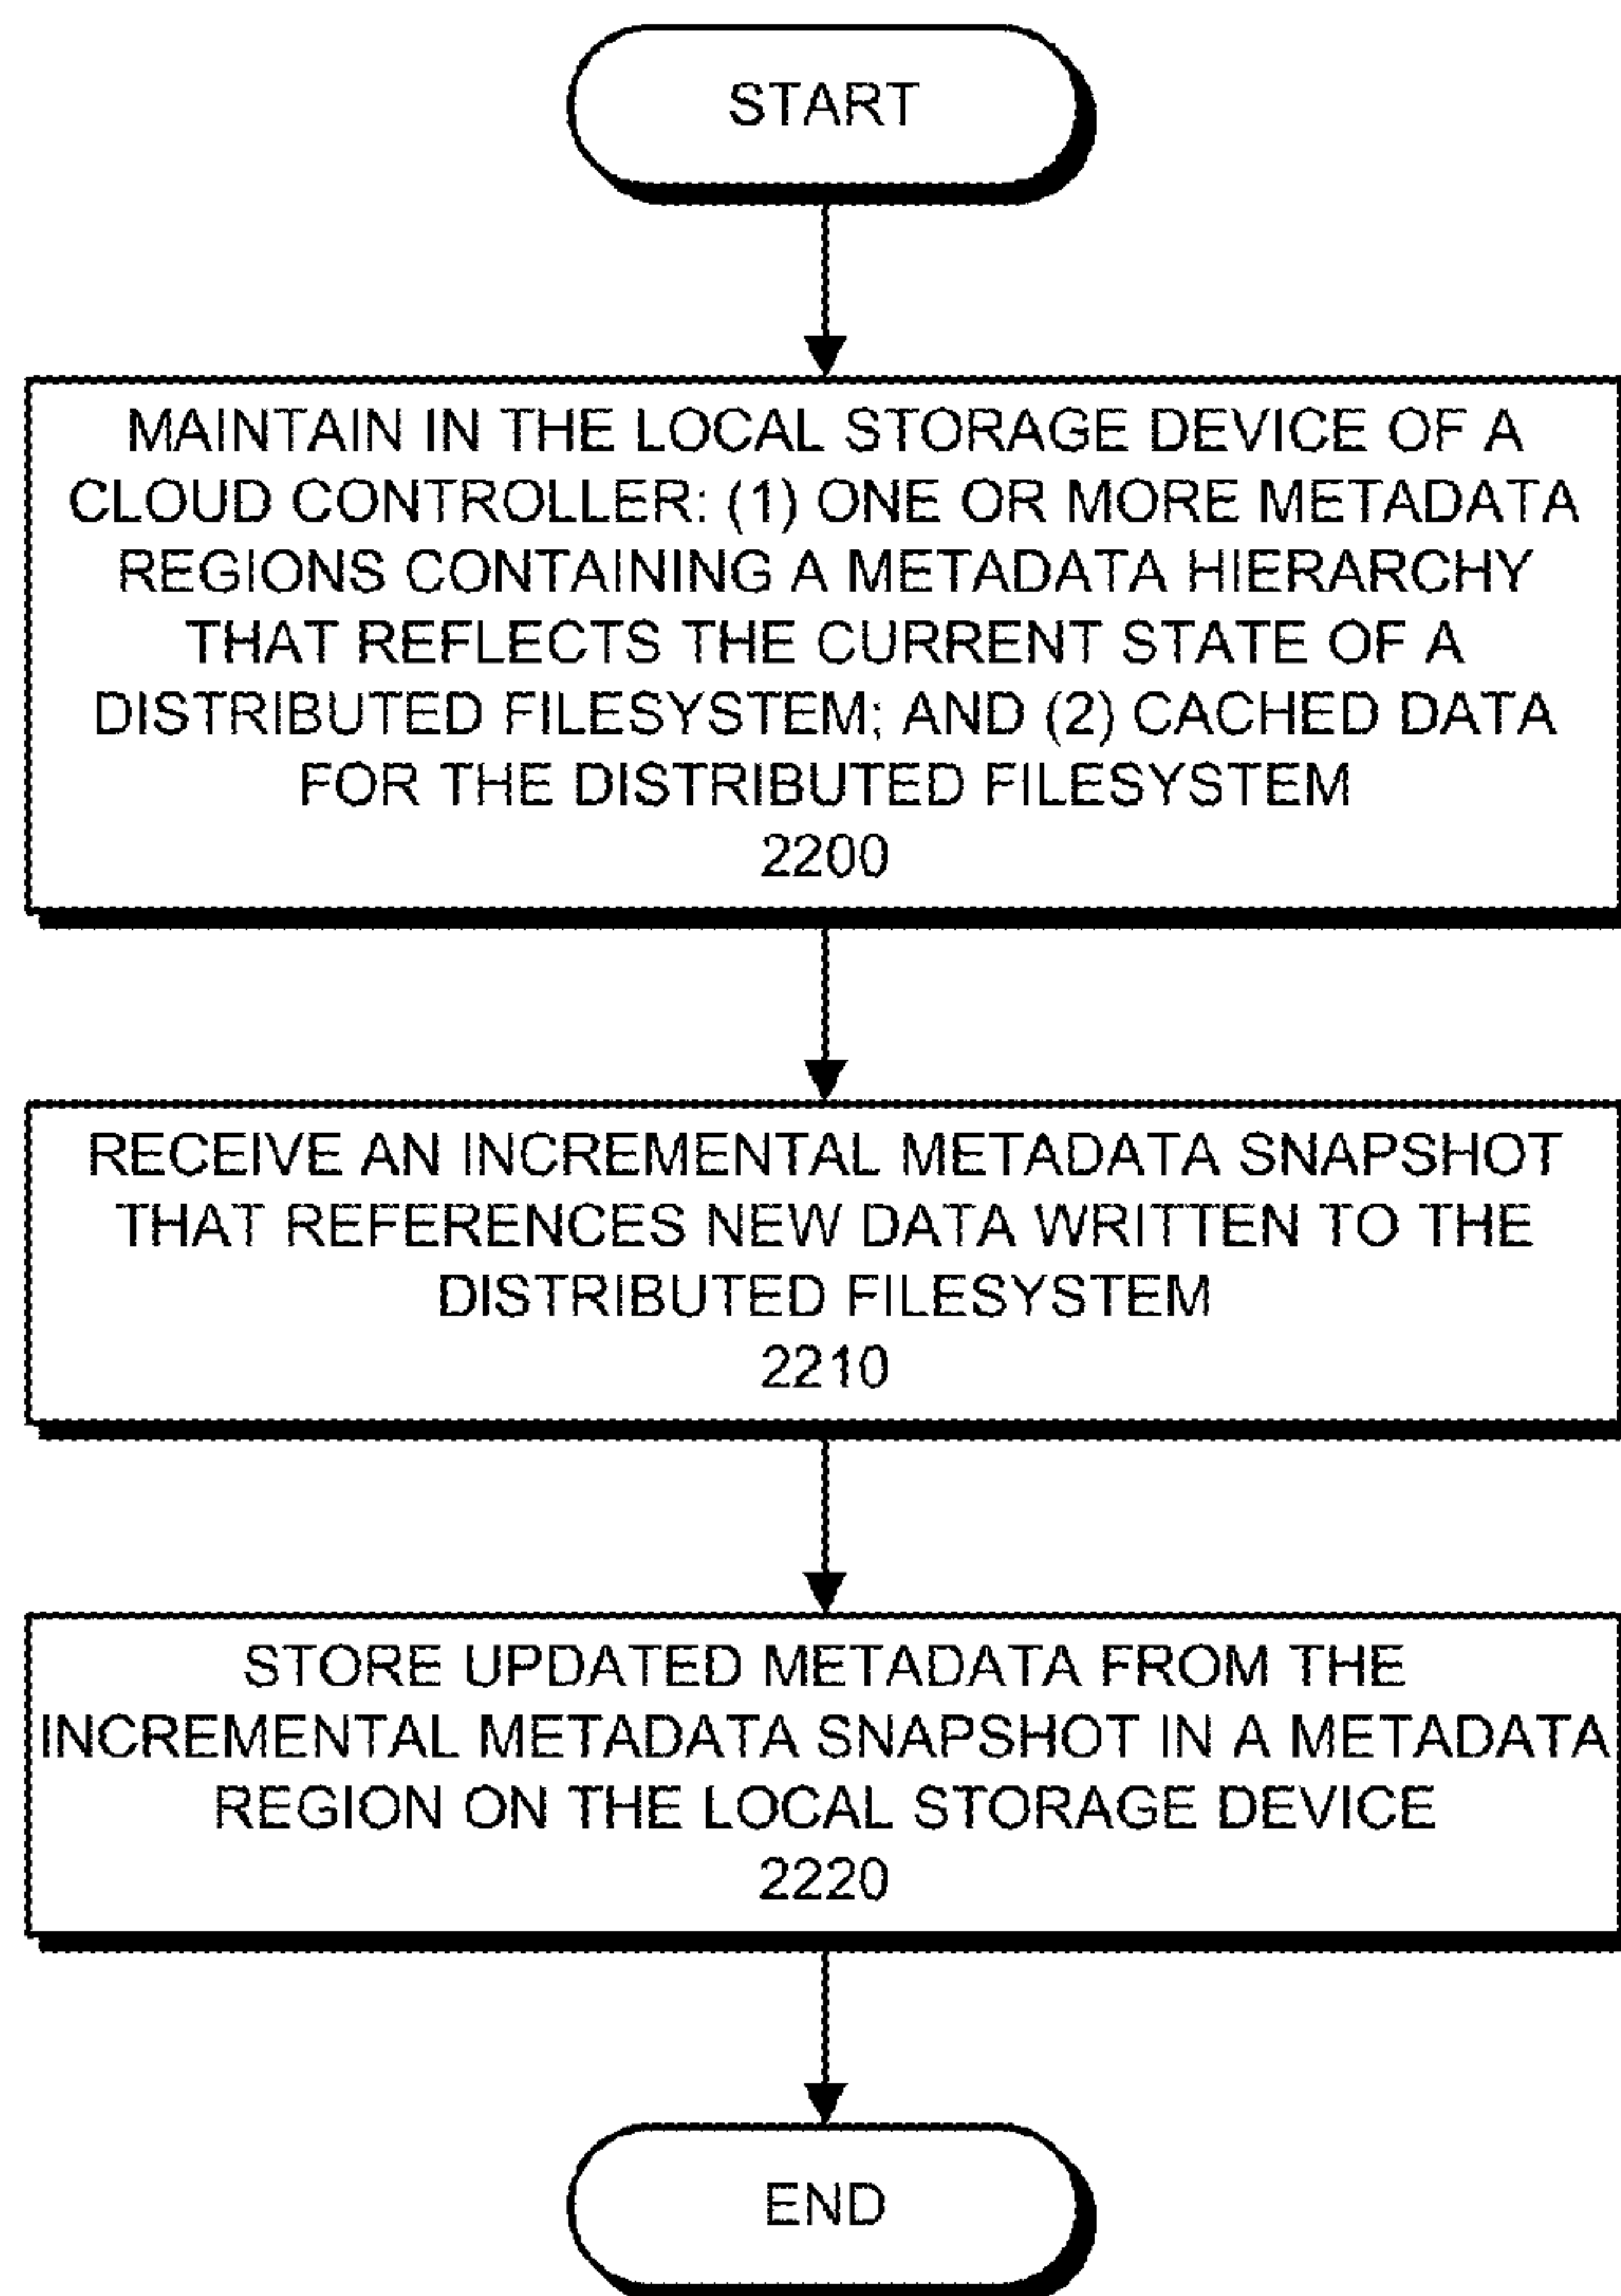 START
MAINTAIN IN THE LOCAL STORAGE DEVICE OF A
CLOUD CONTROLLER: (1) ONE OR MORE METADATA
REGIONS CONTAINING A METADATA HIERARCHY
THAT REFLECTS THE CURRENT STATE OF A
DISTRIBUTED FILESYSTEM; AND (2) CACHED DATA
FOR THE DISTRIBUTED FILESYSTEM
2200
RECEIVE AN INCREMENTAL METADATA SNAPSHOT
THAT REFERENCES NEW DATA WRITTEN TO THE
DISTRIBUTED FILESYSTEM
2210
STORE UPDATED METADATA FROM THE
INCREMENTAL METADATA SNAPSHOT IN A METADATA
REGION ON THE LOCAL STORAGE DEVICE
2220
END